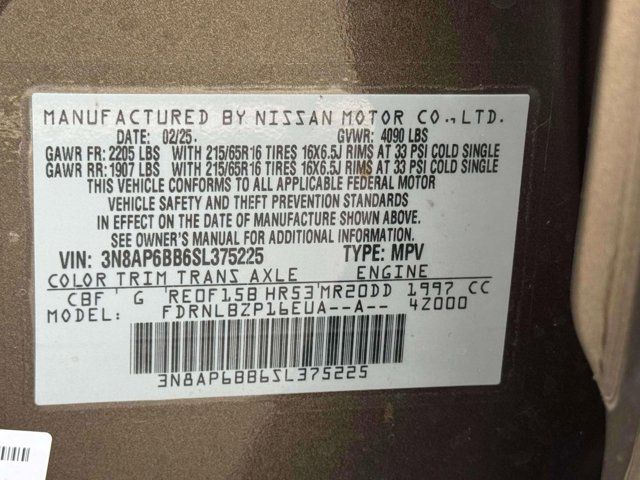 MANUFACTURED BY NISSAN MOTOR CO.,LTD.
DATE: 02/25. GVWR: 4090 LBS
GAWR FR: 2205 LBS WITH 215/65R16 TIRES 16X6.5J RIMS AT 33 PSI COLD SINGLE
GAWR RR: 1907 LBS WITH 215/65R16 TIRES 16X6.5J RIMS AT 33 PSI COLD SINGLE
THIS VEHICLE CONFORMS TO ALL APPLICABLE FEDERAL MOTOR
VEHICLE SAFETY AND THEFT PREVENTION STANDARDS
IN EFFECT ON THE DATE OF MANUFACTURE SHOWN ABOVE.
SEE OWNER'S MANUAL FOR ADDITIONAL INFORMATION.
VIN: 3N8AP6BB6SL375225 TYPE: MPV
COLOR TRIM TRANS AXLE ENGINE
CBF G RE0F15B HR53 MR20DD 1997 CC
MODEL: FDRNLBZP16EUA--A-- 4Z000
3N8AP6BB6SL375225